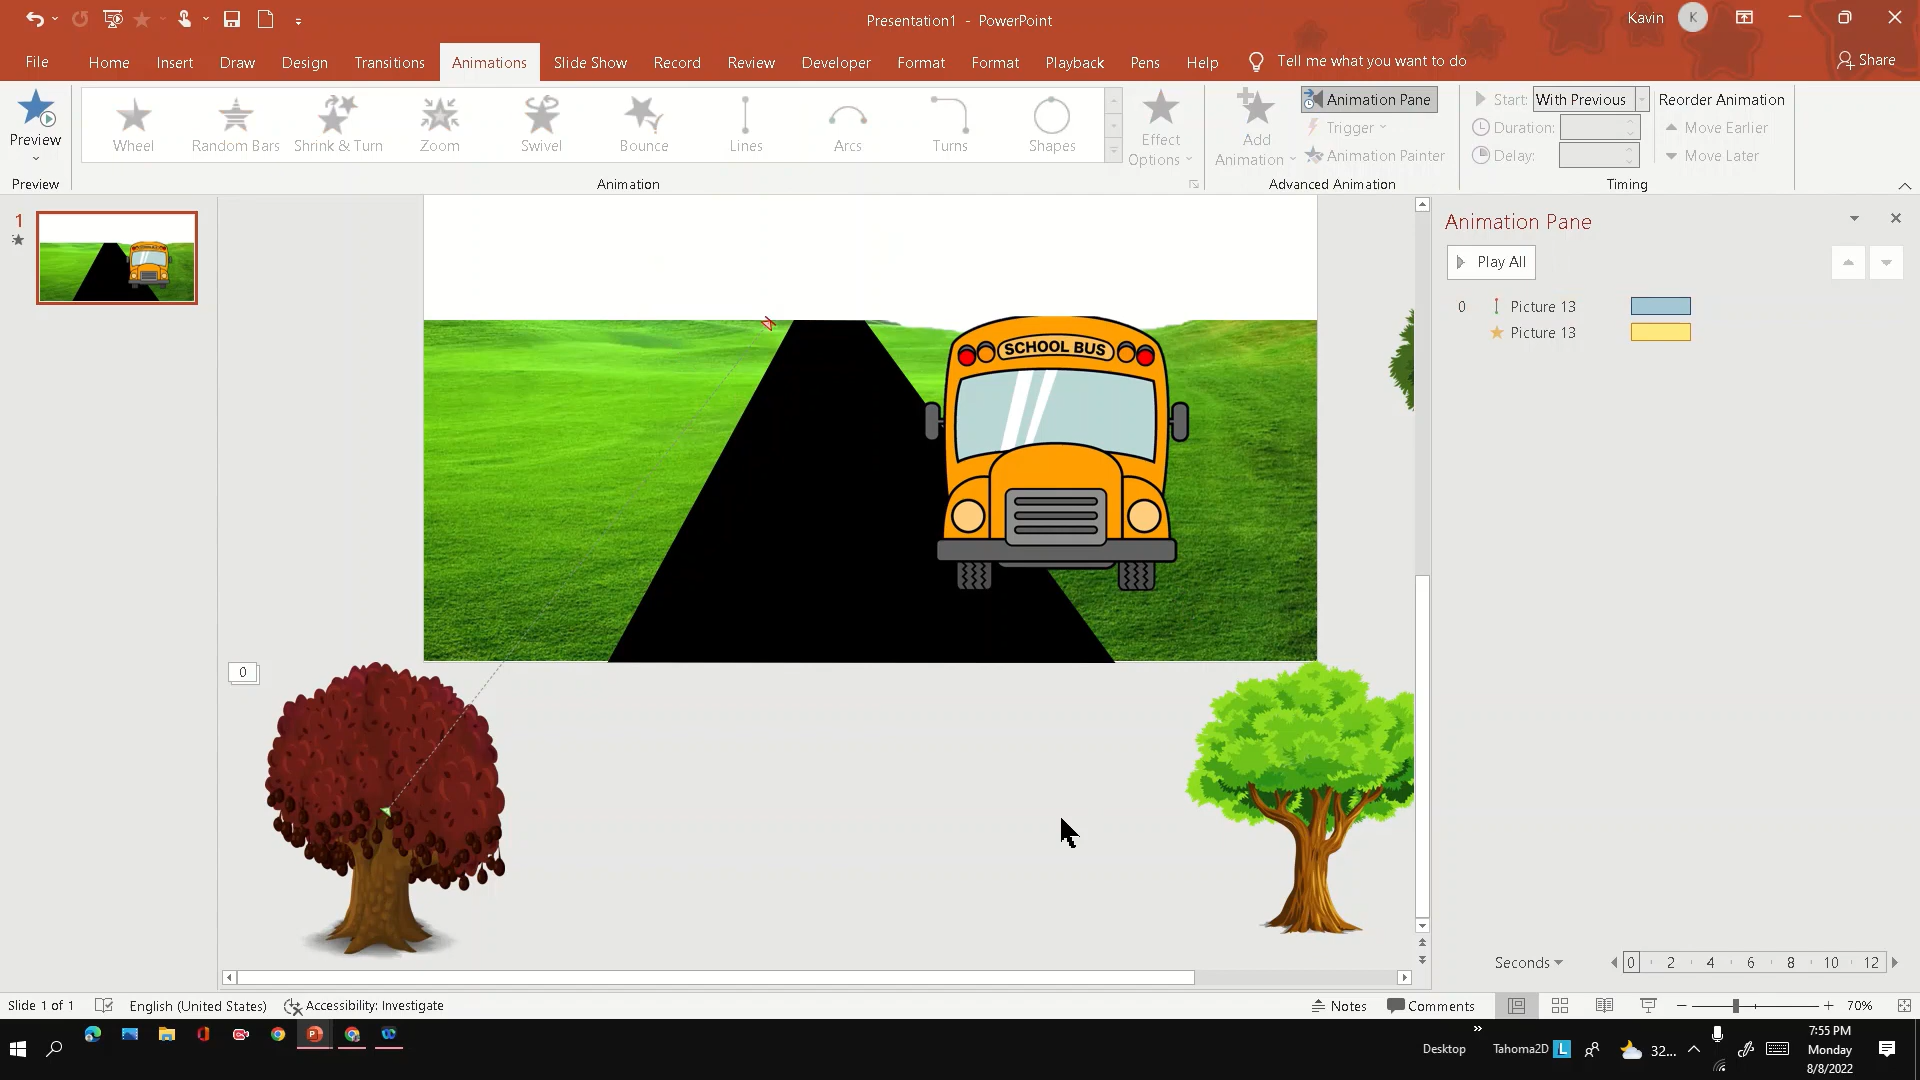 Presentation1 - PowerPoint
Kavin
K
File Home Insert Draw Design Transitions Animations Slide Show Record Review Developer Format Format Playback Pens Help Tell me what you want to do
Share
Preview
Wheel Random Bars Shrink & Turn Zoom Swivel Bounce Lines Arcs Turns Shapes
Effect Options
Add Animation
Animation Pane
Trigger
Animation Painter
Start: With Previous
Duration:
Delay:
Reorder Animation
Move Earlier
Move Later
Preview Animation Advanced Animation Timing
1
Animation Pane
Play All
0 Picture 13
Picture 13
SCHOOL BUS
0
Seconds 0 2 4 6 8 10 12
Slide 1 of 1 English (United States) Accessibility: Investigate Notes Comments 70%
Desktop
Tahoma2D L
32...
7:55 PM
Monday
8/8/2022